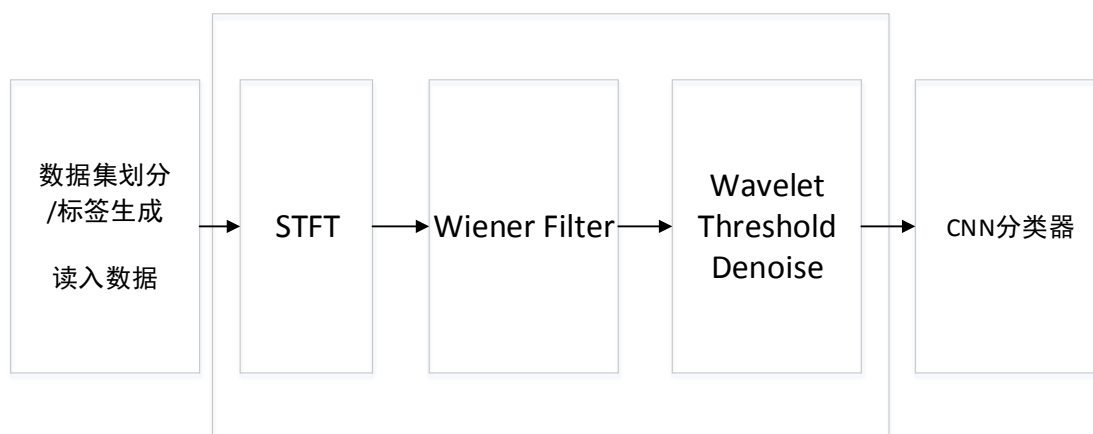 数据集划分
/标签生成
读入数据
STFT
Wiener Filter
Wavelet
Threshold
Denoise
CNN分类器